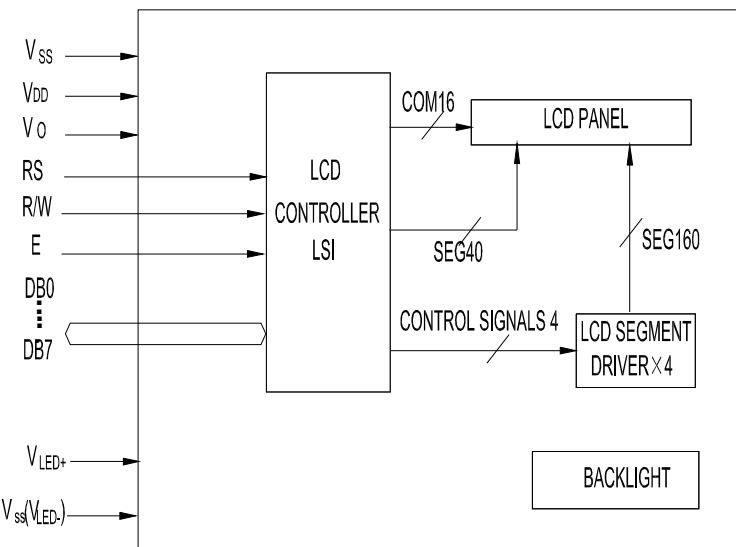 VSS
VDD
VO
RS
R/W
E
DB0
DB7
VLED+
Vss(VLED-)
LCD
CONTROLLER
LSI
COM16
LCD PANEL
SEG40
SEG160
CONTROL SIGNALS 4
LCD SEGMENT
DRIVER×4
BACKLIGHT